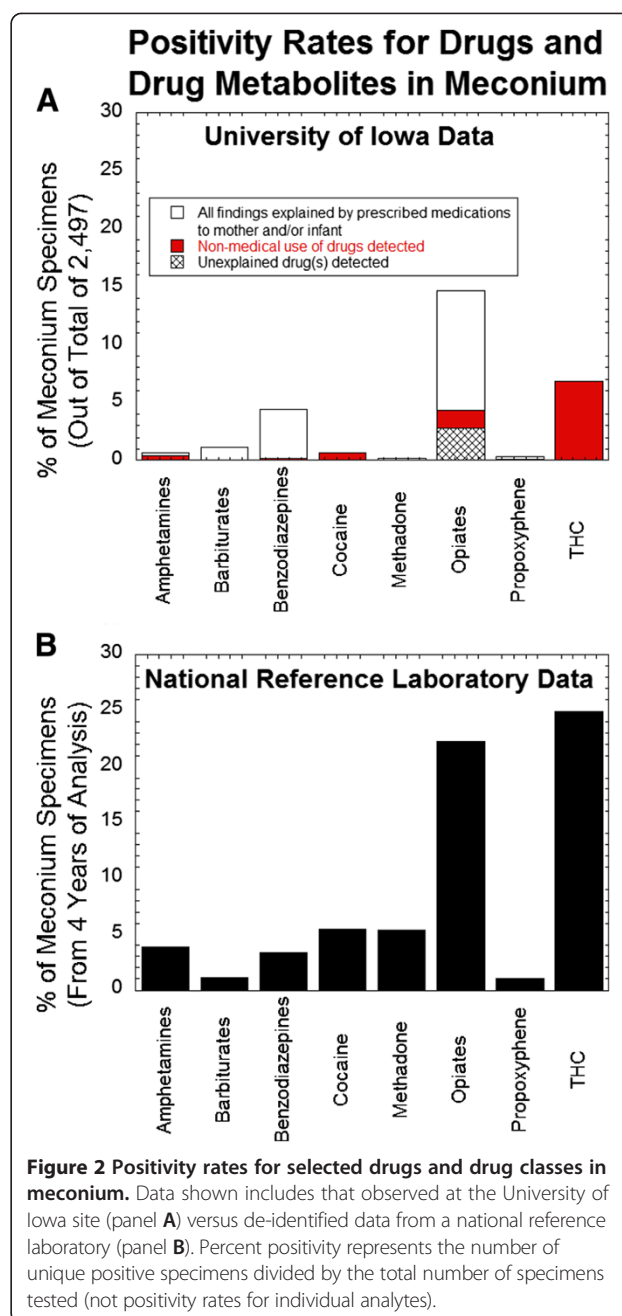 Positivity Rates for Drugs and
Drug Metabolites in Meconium
A
30
25
20
15
10
5
0
% of Meconium Specimens
(Out of Total of 2,497)
University of Iowa Data
All findings explained by prescribed medications
to mother and/or infant
Non-medical use of drugs detected
Unexplained drug(s) detected
Amphetamines
Barbiturates
Benzodiazepines
Cocaine
Methadone
Opiates
Propoxyphene
THC
B
30
25
20
15
10
5
0
% of Meconium Specimens
(From 4 Years of Analysis)
National Reference Laboratory Data
Amphetamines
Barbiturates
Benzodiazepines
Cocaine
Methadone
Opiates
Propoxyphene
THC
Figure 2 Positivity rates for selected drugs and drug classes in
meconium. Data shown includes that observed at the University of
Iowa site (panel A) versus de-identified data from a national reference
laboratory (panel B). Percent positivity represents the number of
unique positive specimens divided by the total number of specimens
tested (not positivity rates for individual analytes).